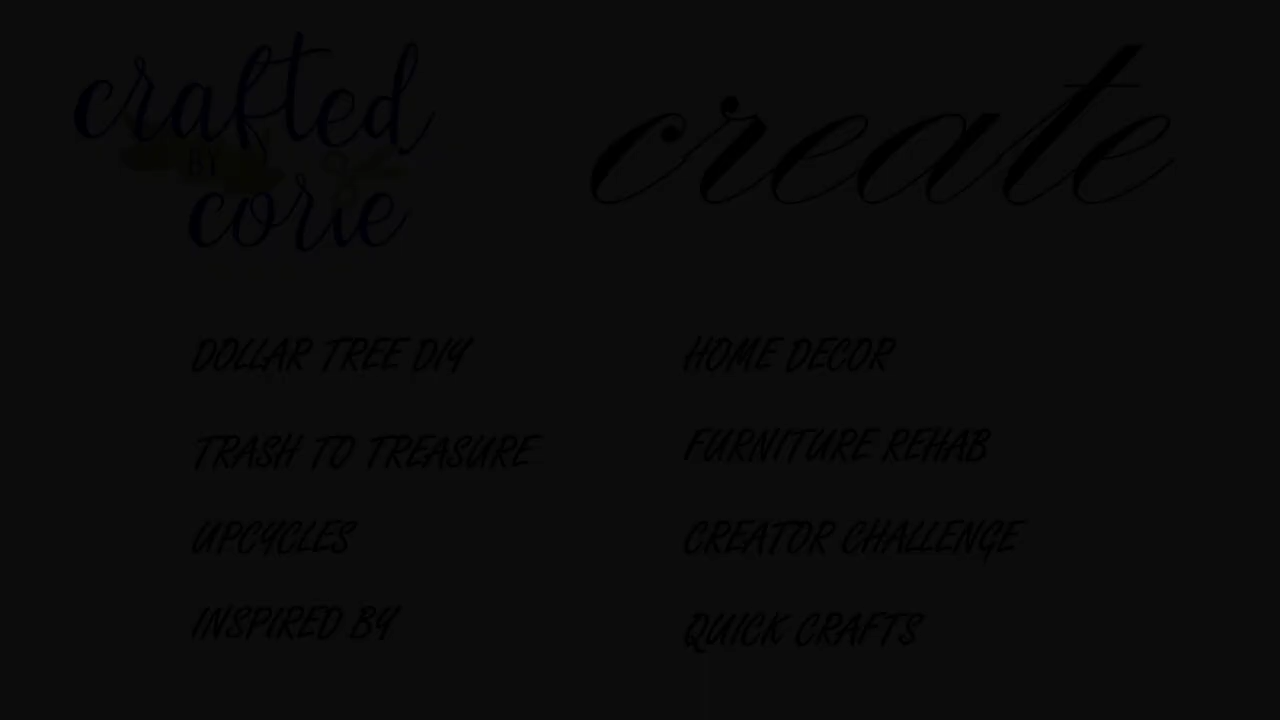 crafted
BY
corie
create
DOLLAR TREE DIY
TRASH TO TREASURE
UPCYCLES
INSPIRED BY
HOME DECOR
FURNITURE REHAB
CREATOR CHALLENGE
QUICK CRAFTS